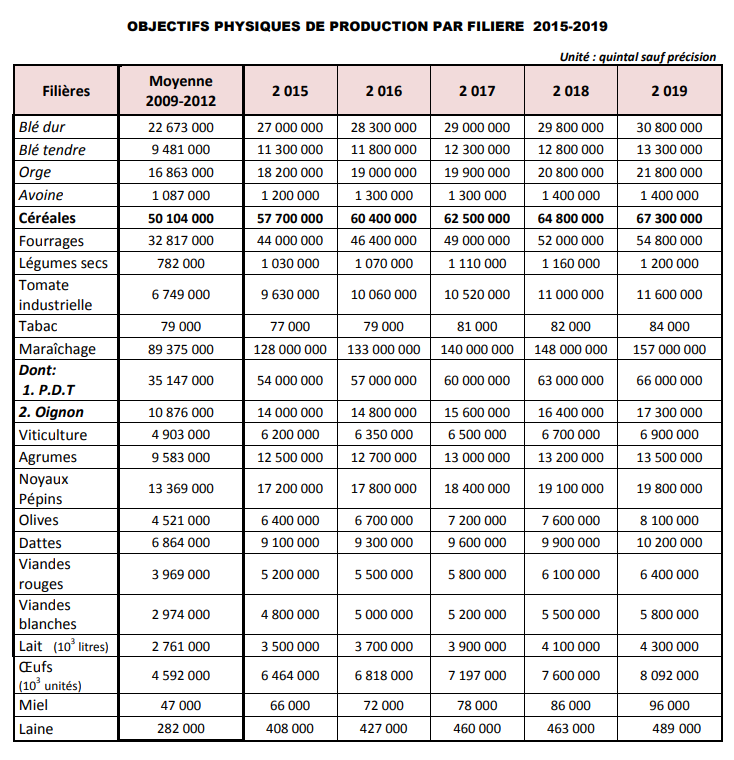 OBJECTIFS PHYSIQUES DE PRODUCTION PAR FILIERE 2015-2019
Unité : quintal sauf précision
Filières Moyenne 2009-2012 2 015 2 016 2 017 2 018 2 019
Blé dur 22 673 000 27 000 000 28 300 000 29 000 000 29 800 000 30 800 000
Blé tendre 9 481 000 11 300 000 11 800 000 12 300 000 12 800 000 13 300 000
Orge 16 863 000 18 200 000 19 000 000 19 900 000 20 800 000 21 800 000
Avoine 1 087 000 1 200 000 1 300 000 1 300 000 1 400 000 1 400 000
Céréales 50 104 000 57 700 000 60 400 000 62 500 000 64 800 000 67 300 000
Fourrages 32 817 000 44 000 000 46 400 000 49 000 000 52 000 000 54 800 000
Légumes secs 782 000 1 030 000 1 070 000 1 110 000 1 160 000 1 200 000
Tomate industrielle 6 749 000 9 630 000 10 060 000 10 520 000 11 000 000 11 600 000
Tabac 79 000 77 000 79 000 81 000 82 000 84 000
Maraîchage 89 375 000 128 000 000 133 000 000 140 000 000 148 000 000 157 000 000
Dont: 1. P.D.T 35 147 000 54 000 000 57 000 000 60 000 000 63 000 000 66 000 000
2. Oignon 10 876 000 14 000 000 14 800 000 15 600 000 16 400 000 17 300 000
Viticulture 4 903 000 6 200 000 6 350 000 6 500 000 6 700 000 6 900 000
Agrumes 9 583 000 12 500 000 12 700 000 13 000 000 13 200 000 13 500 000
Noyaux Pépins 13 369 000 17 200 000 17 800 000 18 400 000 19 100 000 19 800 000
Olives 4 521 000 6 400 000 6 700 000 7 200 000 7 600 000 8 100 000
Dattes 6 864 000 9 100 000 9 300 000 9 600 000 9 900 000 10 200 000
Viandes rouges 3 969 000 5 200 000 5 500 000 5 800 000 6 100 000 6 400 000
Viandes blanches 2 974 000 4 800 000 5 000 000 5 200 000 5 500 000 5 800 000
Lait (10³ litres) 2 761 000 3 500 000 3 700 000 3 900 000 4 100 000 4 300 000
Œufs (10³ unités) 4 592 000 6 464 000 6 818 000 7 197 000 7 600 000 8 092 000
Miel 47 000 66 000 72 000 78 000 86 000 96 000
Laine 282 000 408 000 427 000 460 000 463 000 489 000